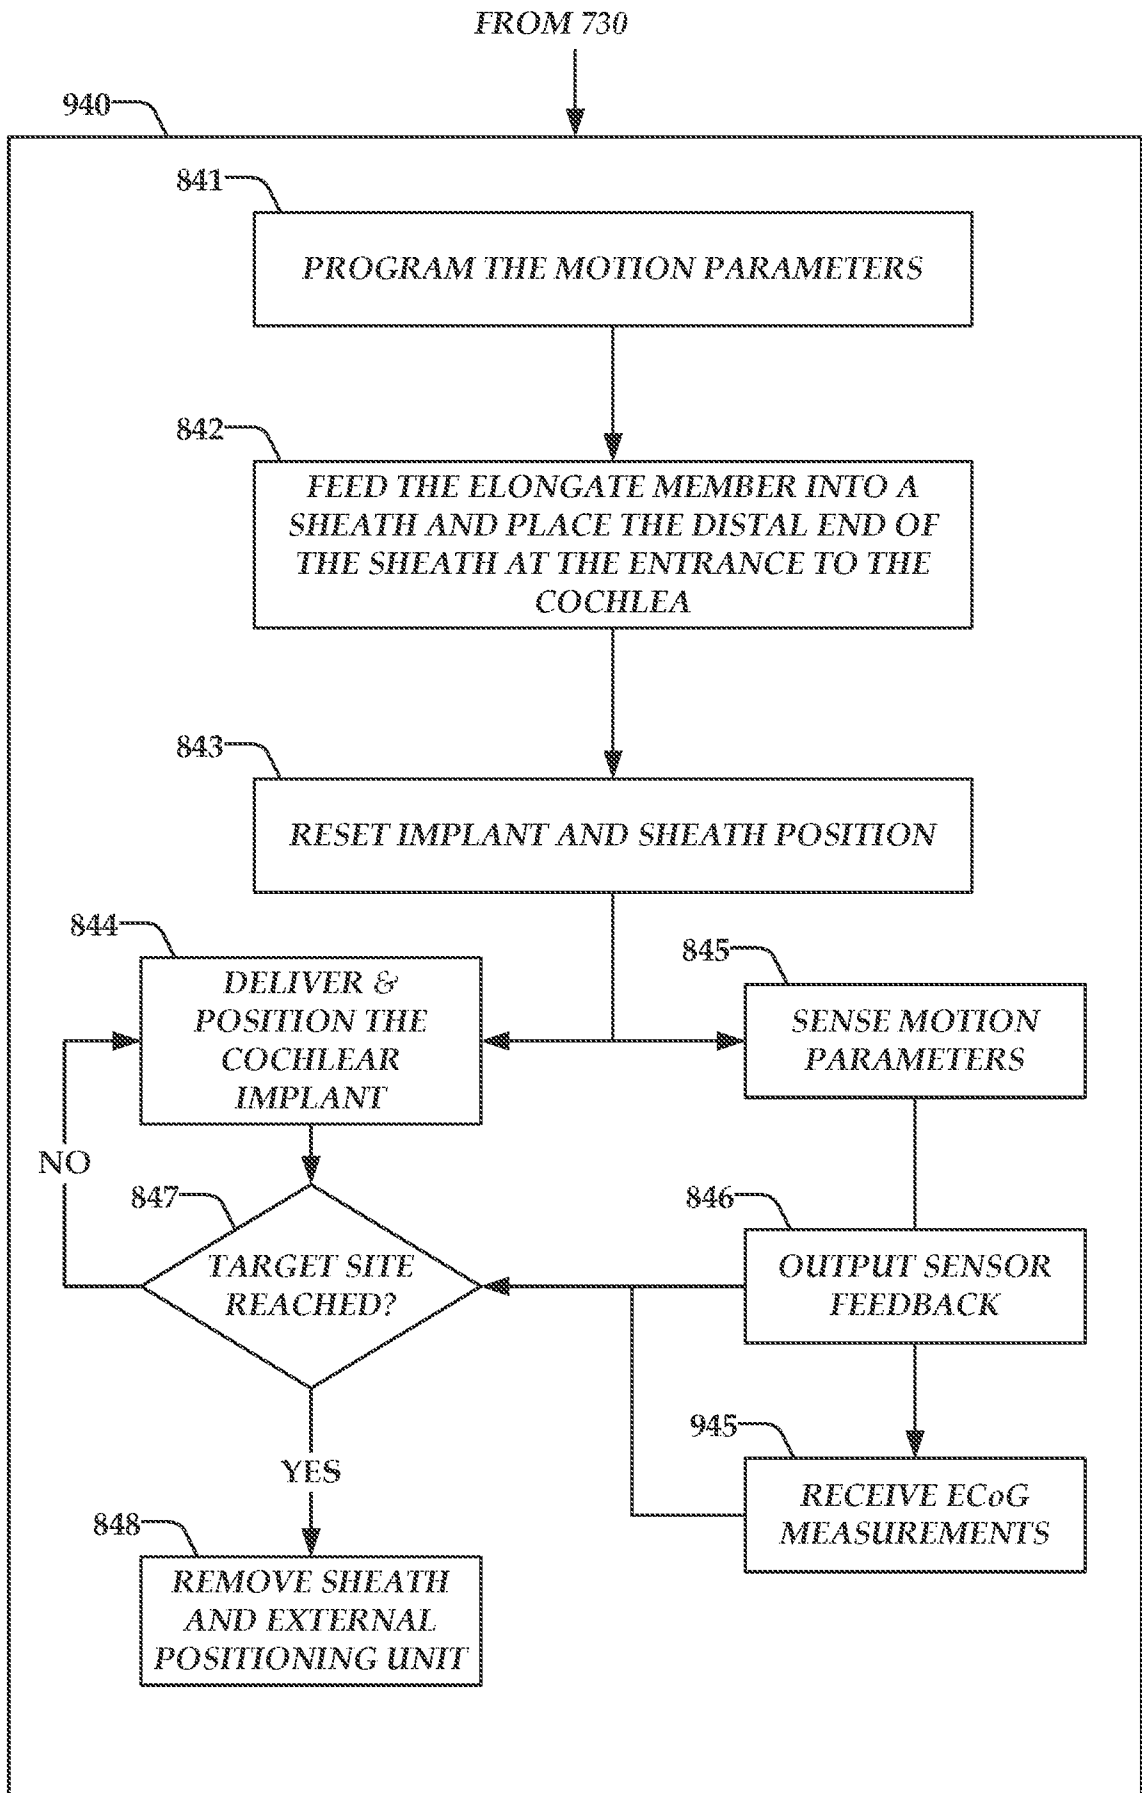 FROM 730
940
841
PROGRAM THE MOTION PARAMETERS
842
FEED THE ELONGATE MEMBER INTO A
SHEATH AND PLACE THE DISTAL END OF
THE SHEATH AT THE ENTRANCE TO THE
COCHLEA
843
RESET IMPLANT AND SHEATH POSITION
844
DELIVER &
POSITION THE
COCHLEAR
IMPLANT
845
SENSE MOTION
PARAMETERS
NO
847
TARGET SITE
REACHED?
846
OUTPUT SENSOR
FEEDBACK
945
RECEIVE ECoG
MEASUREMENTS
YES
848
REMOVE SHEATH
AND EXTERNAL
POSITIONING UNIT